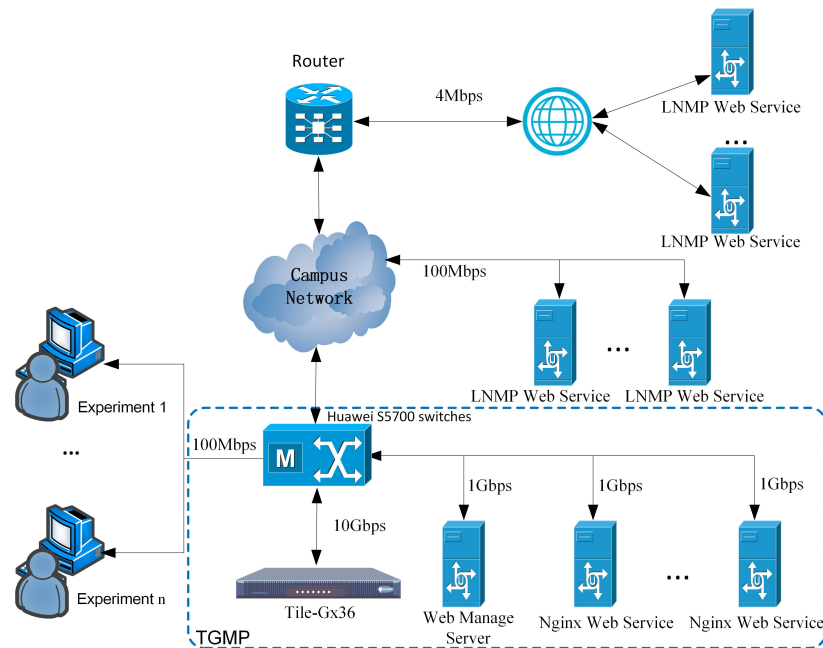 LNMP Web Service
Router
4Mbps
...
LNMP Web Service
Campus
Network
100Mbps
...
LNMP Web Service
LNMP Web Service
Experiment 1
Huawei S5700 switches
100Mbps
M
...
1Gbps
1Gbps
1Gbps
10Gbps
...
Experiment n
Tile-Gx36
Web Manage
Server
Nginx Web Service
Nginx Web Service
TGMP